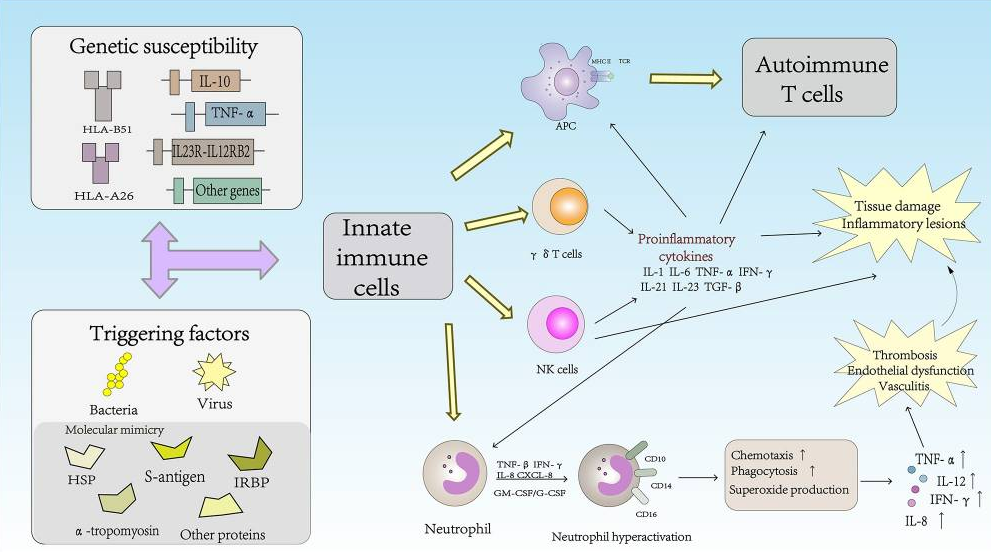 Genetic susceptibility
HLA-B51
HLA-A26
IL-10
TNF- α
IL23R-IL12RB2
Other genes
Triggering factors
Bacteria
Virus
Molecular mimicry
HSP
S-antigen
IRBP
α -tropomyosin
Other proteins
Innate
immune
cells
MHC II TCR
APC
Autoimmune
T cells
γ δ T cells
NK cells
Proinflammatory
cytokines
IL-1 IL-6 TNF- α IFN- γ
IL-21 IL-23 TGF- β
Tissue damage
Inflammatory lesions
Thrombosis
Endothelial dysfunction
Vasculitis
Neutrophil
TNF- β IFN- γ
IL-8 CXCL-8
GM-CSF/G-CSF
CD10
CD14
CD16
Neutrophil hyperactivation
Chemotaxis ↑
Phagocytosis ↑
Superoxide production
TNF- α ↑
IL-12 ↑
IFN- γ ↑
IL-8 ↑